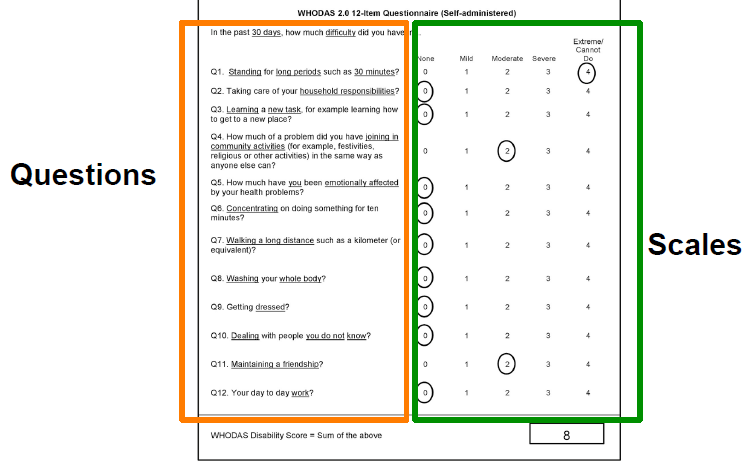 WHODAS 2.0 12-Item Questionnaire (Self-administered)
In the past 30 days, how much difficulty did you have in:
Extreme/
Cannot
None Mild Moderate Severe Do
Q1. Standing for long periods such as 30 minutes? 0 1 2 3 4
Q2. Taking care of your household responsibilities? 0 1 2 3 4
Q3. Learning a new task, for example learning how
to get to a new place? 0 1 2 3 4
Q4. How much of a problem did you have joining in
community activities (for example, festivities,
religious or other activities) in the same way as
anyone else can? 0 1 2 3 4
Questions
Q5. How much have you been emotionally affected
by your health problems? 0 1 2 3 4
Q6. Concentrating on doing something for ten
minutes? 0 1 2 3 4
Q7. Walking a long distance such as a kilometer (or
equivalent)? 0 1 2 3 4
Scales
Q8. Washing your whole body? 0 1 2 3 4
Q9. Getting dressed? 0 1 2 3 4
Q10. Dealing with people you do not know? 0 1 2 3 4
Q11. Maintaining a friendship? 0 1 2 3 4
Q12. Your day to day work? 0 1 2 3 4
WHODAS Disability Score = Sum of the above 8